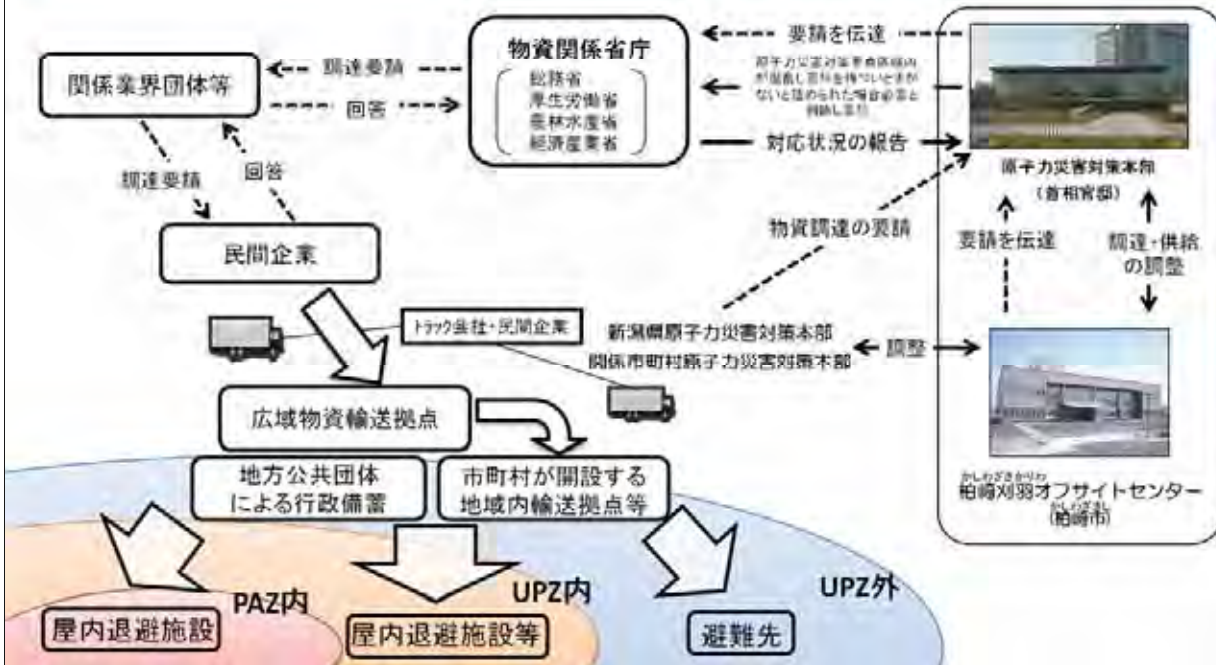 関係業界団体等
調達要請
回答
物資関係省庁
総務省
厚生労働省
農林水産省
経済産業省
要請を伝達
対応状況の報告
原子力災害対策本部
(首相官邸)
調達要請
回答
民間企業
物資調達の要請
要請を伝達
調達・供給
の調整
トラック会社・民間企業
新潟県原子力災害対策本部
関係市町村原子力災害対策本部
調整
広域物資輸送拠点
地方公共団体
による行政備蓄
市町村が開設する
地域内輸送拠点等
かしわざきかりわ
柏崎刈羽オフサイトセンター
かしわざきし
(柏崎市)
PAZ内
UPZ内
UPZ外
屋内退避施設
屋内退避施設等
避難先